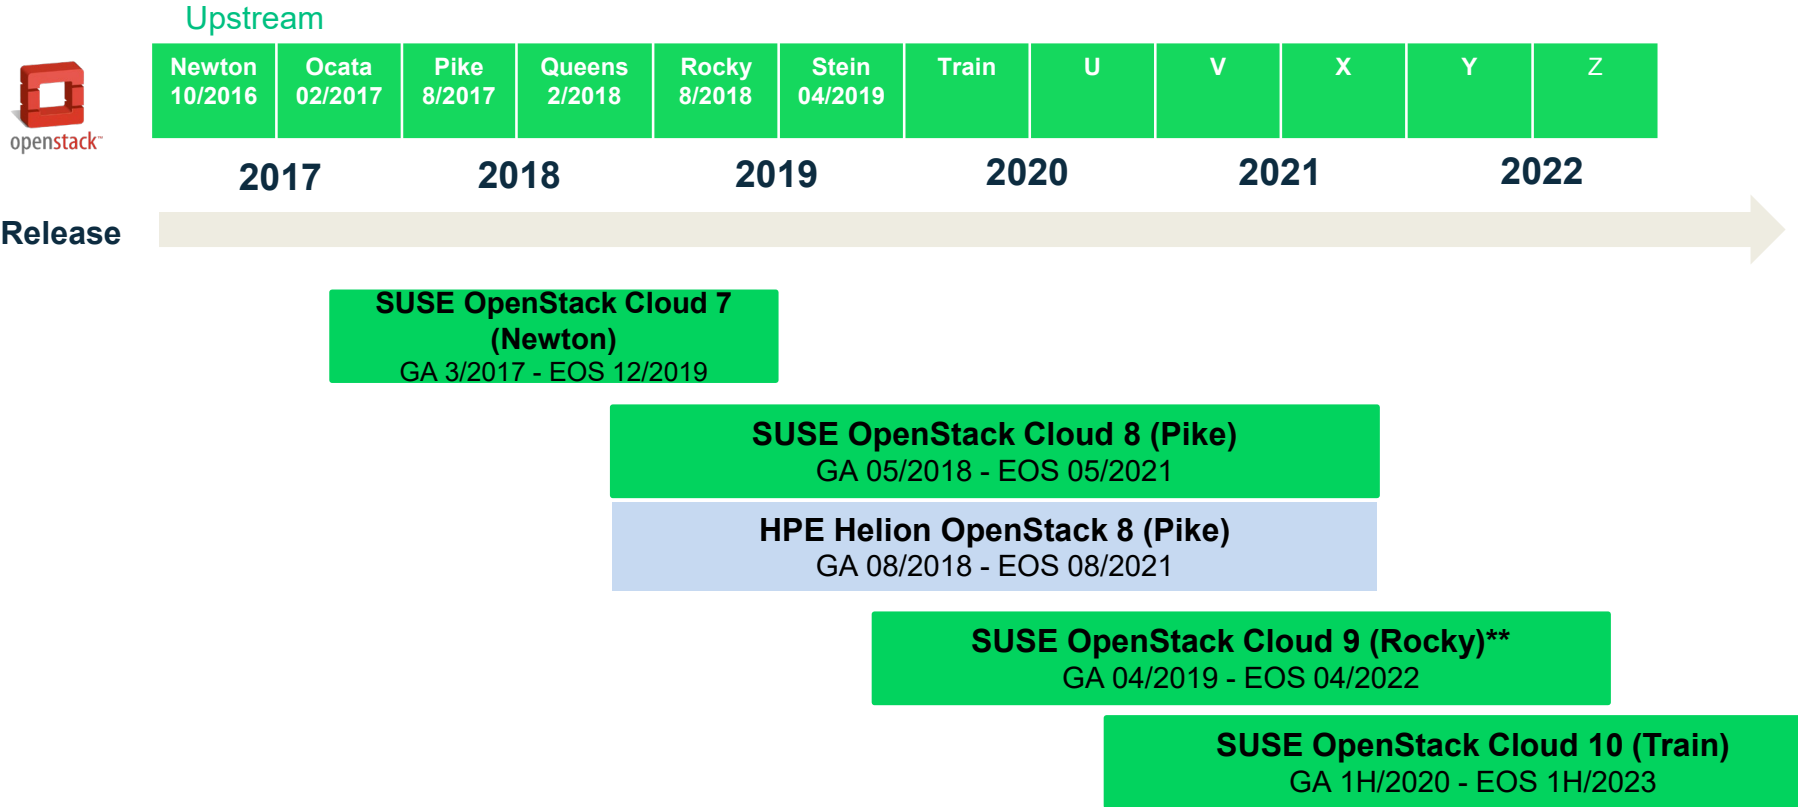 Upstream
Newton Ocata Pike Queens Rocky Stein Train U V X Y Z
10/2016 02/2017 8/2017 2/2018 8/2018 04/2019
openstack™
2017 2018 2019 2020 2021 2022
Release
SUSE OpenStack Cloud 7
(Newton)
GA 3/2017 - EOS 12/2019
SUSE OpenStack Cloud 8 (Pike)
GA 05/2018 - EOS 05/2021
HPE Helion OpenStack 8 (Pike)
GA 08/2018 - EOS 08/2021
SUSE OpenStack Cloud 9 (Rocky)**
GA 04/2019 - EOS 04/2022
SUSE OpenStack Cloud 10 (Train)
GA 1H/2020 - EOS 1H/2023